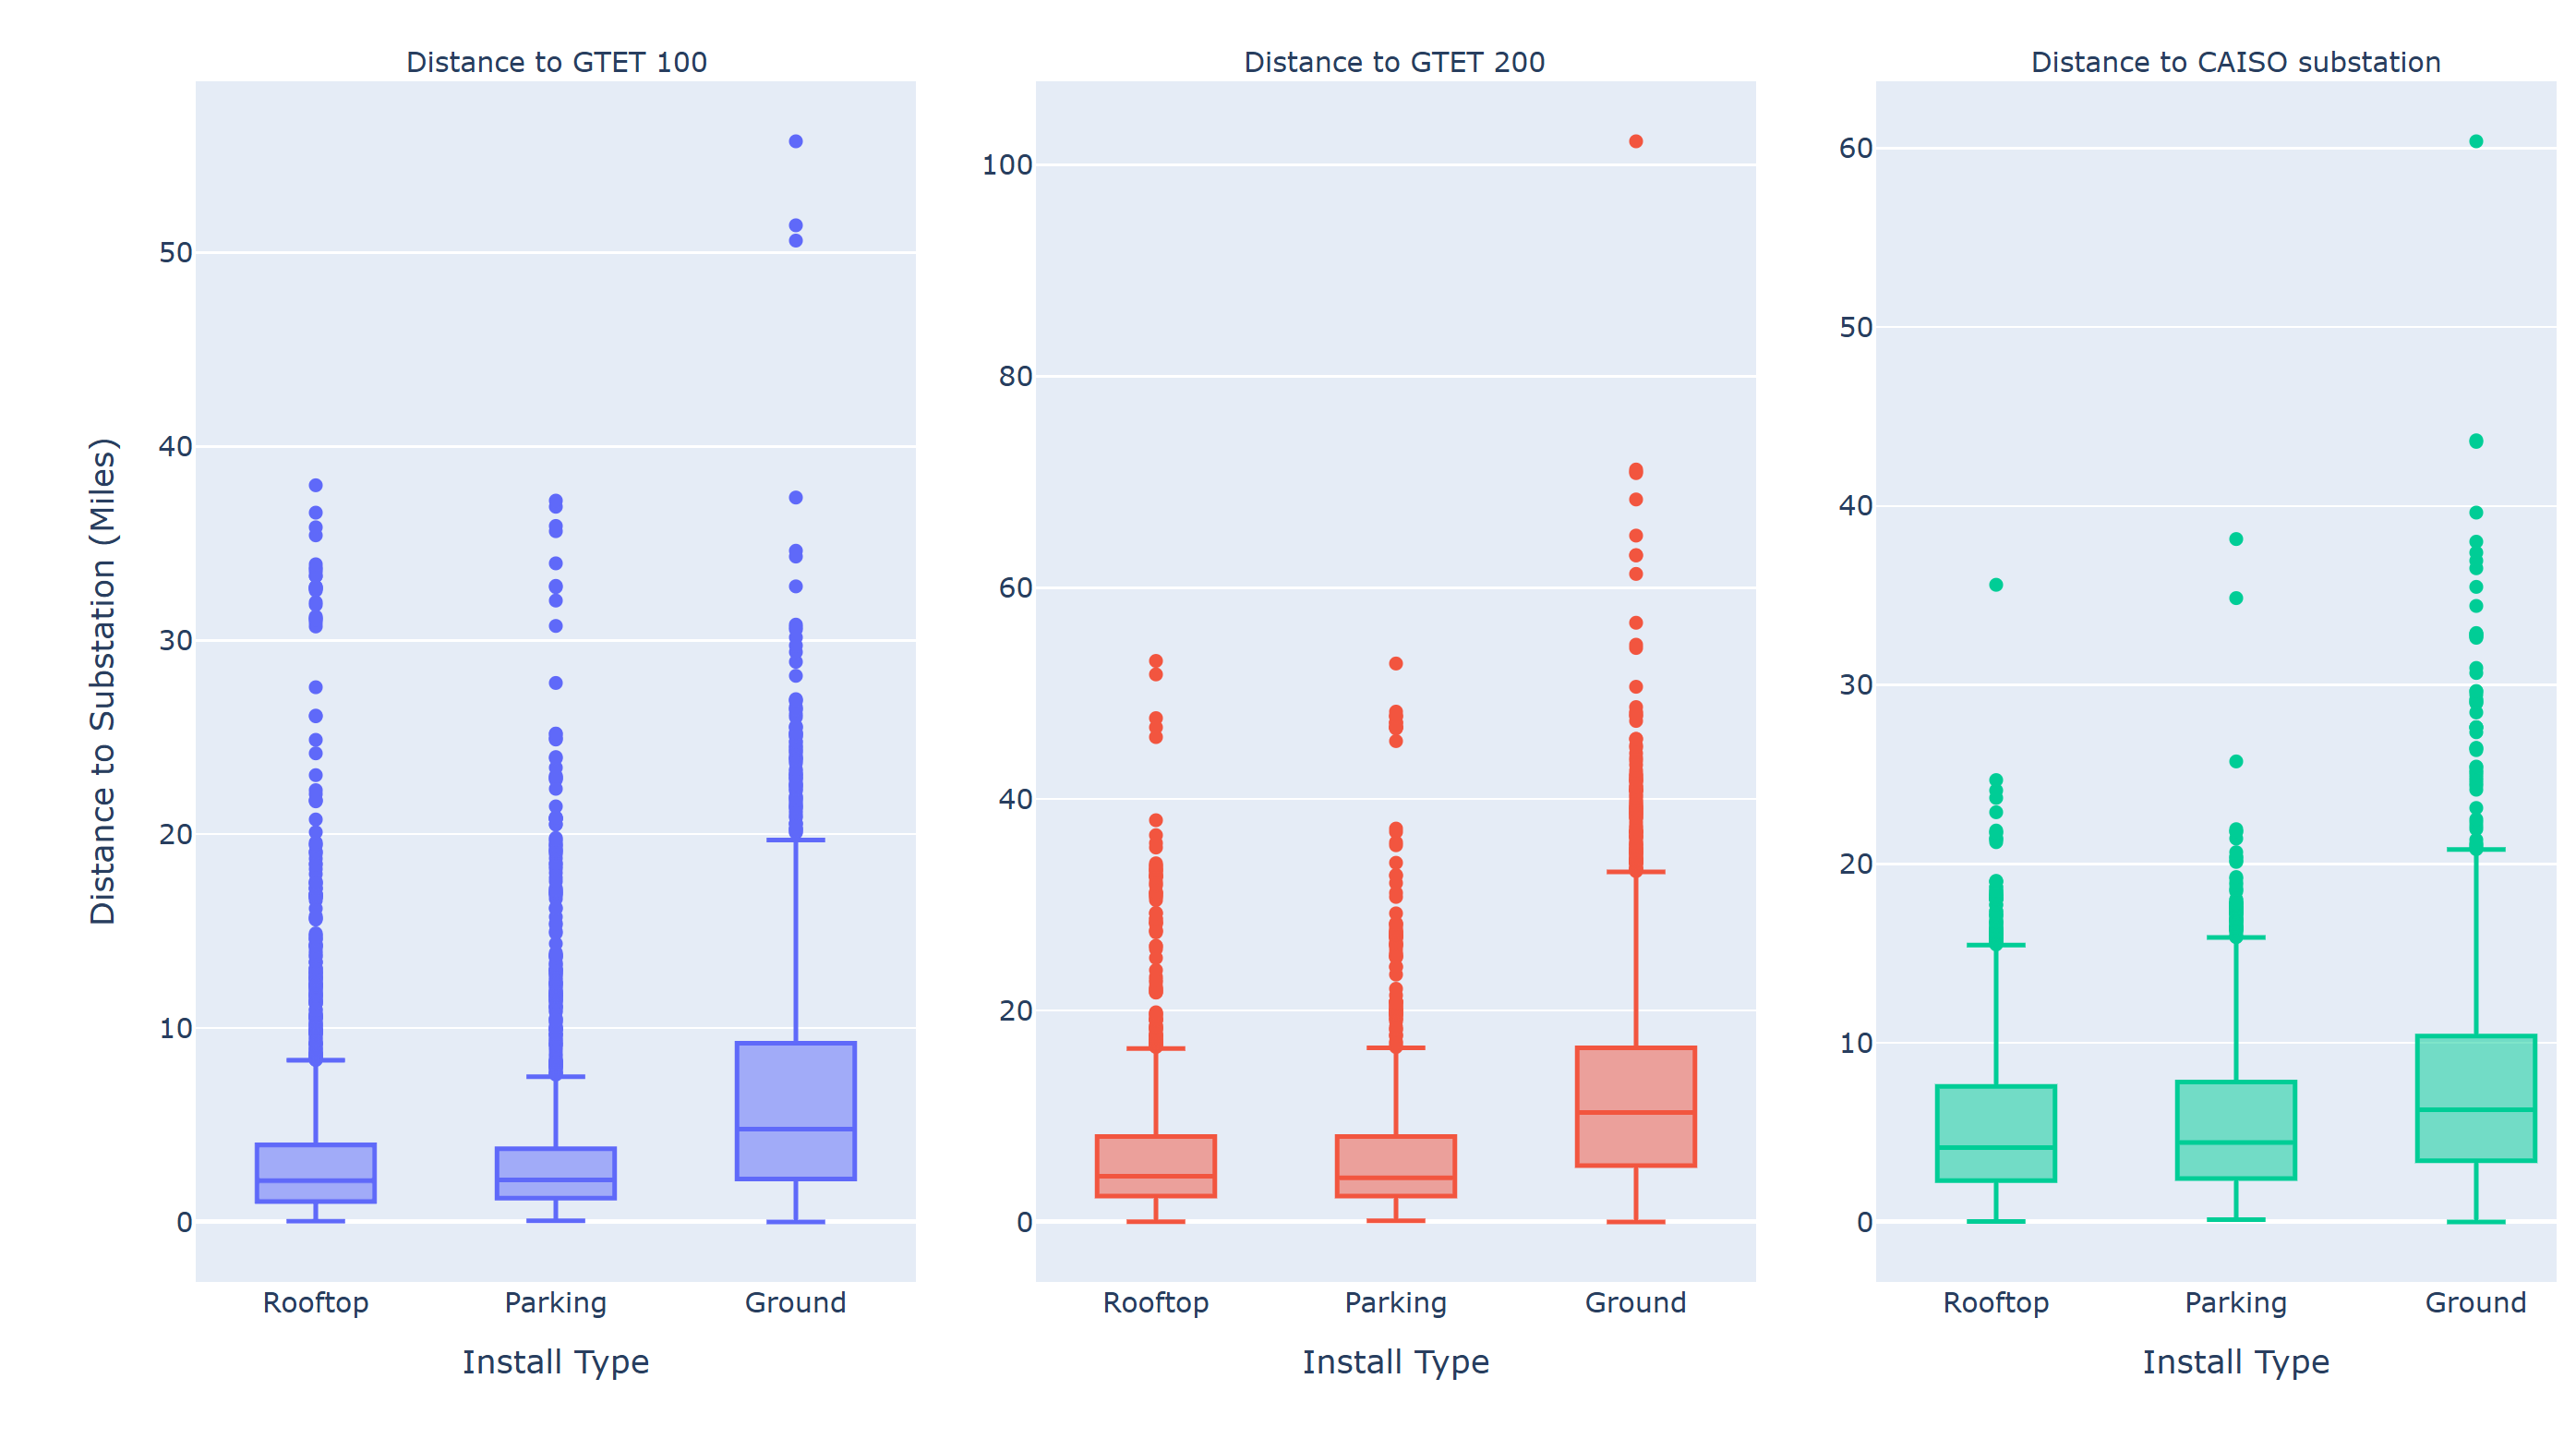 Distance to GTET 100
Distance to GTET 200
Distance to CAISO substation
Distance to Substation (Miles)
50
40
30
20
10
0
100
80
60
40
20
0
60
50
40
30
20
10
0
Rooftop
Parking
Ground
Rooftop
Parking
Ground
Rooftop
Parking
Ground
Install Type
Install Type
Install Type